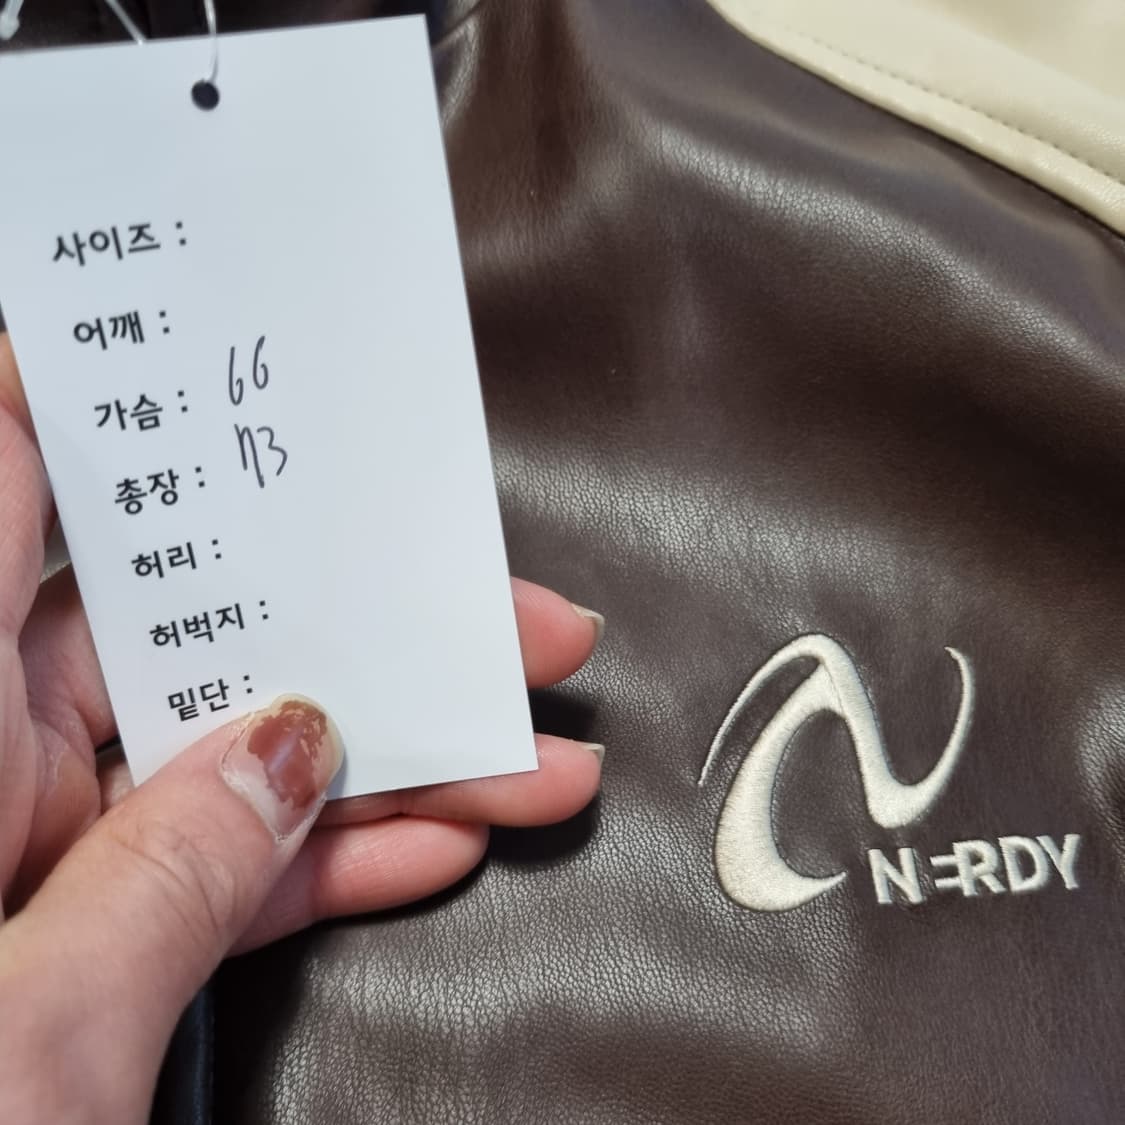 사이즈 :
어깨 :
가슴 : 66
총장 : 73
허리 :
허벅지 :
밑단 :
NERDY